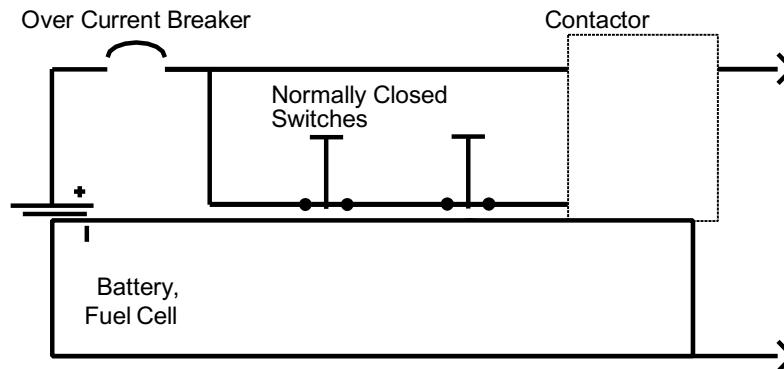 Over Current Breaker
Contactor
Normally Closed
Switches
+
Battery,
Fuel Cell